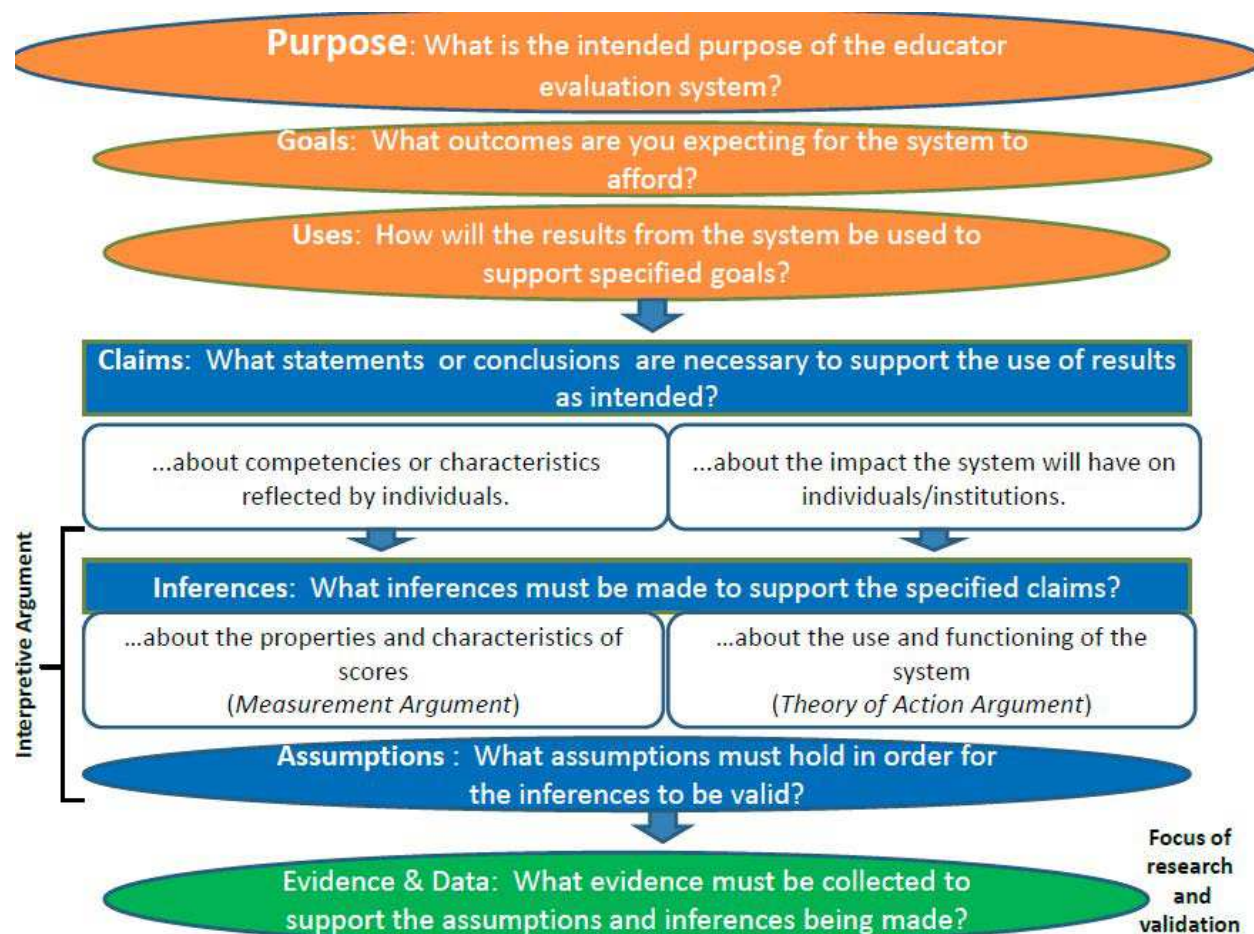 Purpose: What is the intended purpose of the educator
evaluation system?
Goals: What outcomes are you expecting for the system to
afford?
Uses: How will the results from the system be used to
support specified goals?
Claims: What statements or conclusions are necessary to support the use of results
as intended?
...about competencies or characteristics
reflected by individuals.
...about the impact the system will have on
individuals/institutions.
Interpretive Argument
Inferences: What inferences must be made to support the specified claims?
...about the properties and characteristics of
scores
(Measurement Argument)
...about the use and functioning of the
system
(Theory of Action Argument)
Assumptions : What assumptions must hold in order for
the inferences to be valid?
Evidence & Data: What evidence must be collected to
support the assumptions and inferences being made?
Focus of
research
and
validation